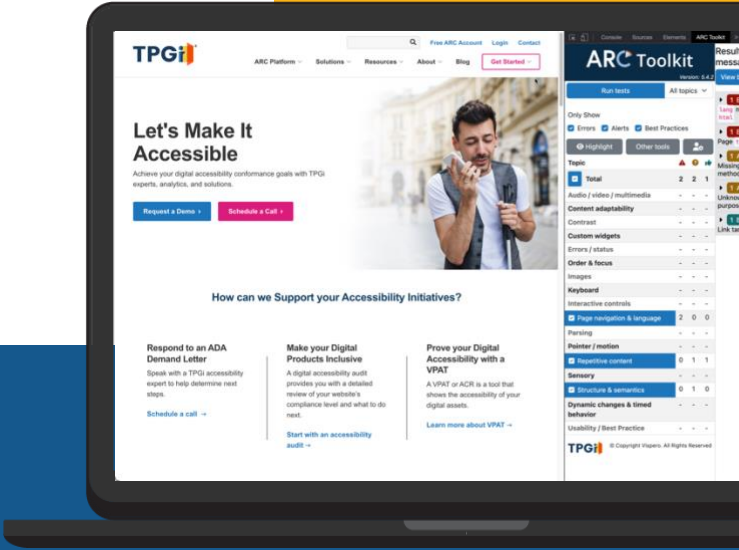 TPGi
Free ARC Account Login Contact
ARC Platform Solutions Resources About Blog Get Started
Let's Make It
Accessible
Achieve your digital accessibility conformance goals with TPGi
experts, analytics, and solutions.
Request a Demo › Schedule a Call ›
How can we Support your Accessibility Initiatives?
Respond to an ADA
Demand Letter
Speak with a TPGi accessibility
expert to help determine next
steps.
Schedule a call →
Make your Digital
Products Inclusive
A digital accessibility audit
provides you with a detailed
review of your website's
compliance level and what to do
next.
Start with an accessibility
audit →
Prove your Digital
Accessibility with a
VPAT
A VPAT or ACR is a tool that
shows the accessibility of your
digital assets.
Learn more about VPAT →
Console Sources Elements ARC Toolkit
ARC Toolkit
Version: 5.4.2
Run tests All topics
Only Show
Errors Alerts Best Practices
Highlight Other tools
Topic
Total 2 2 1
Audio / video / multimedia - - -
Content adaptability - - -
Contrast - - -
Custom widgets - - -
Errors / status - - -
Order & focus - - -
Images - - -
Keyboard - - -
Interactive controls - - -
Page navigation & language 2 0 0
Parsing - - -
Pointer / motion - - -
Repetitive content 0 1 1
Sensory - - -
Structure & semantics 0 1 0
Dynamic changes & timed
behavior - - -
Usability / Best Practice - - -
TPGi © Copyright Vispero. All Rights Reserved
lang
html
Page
Missing